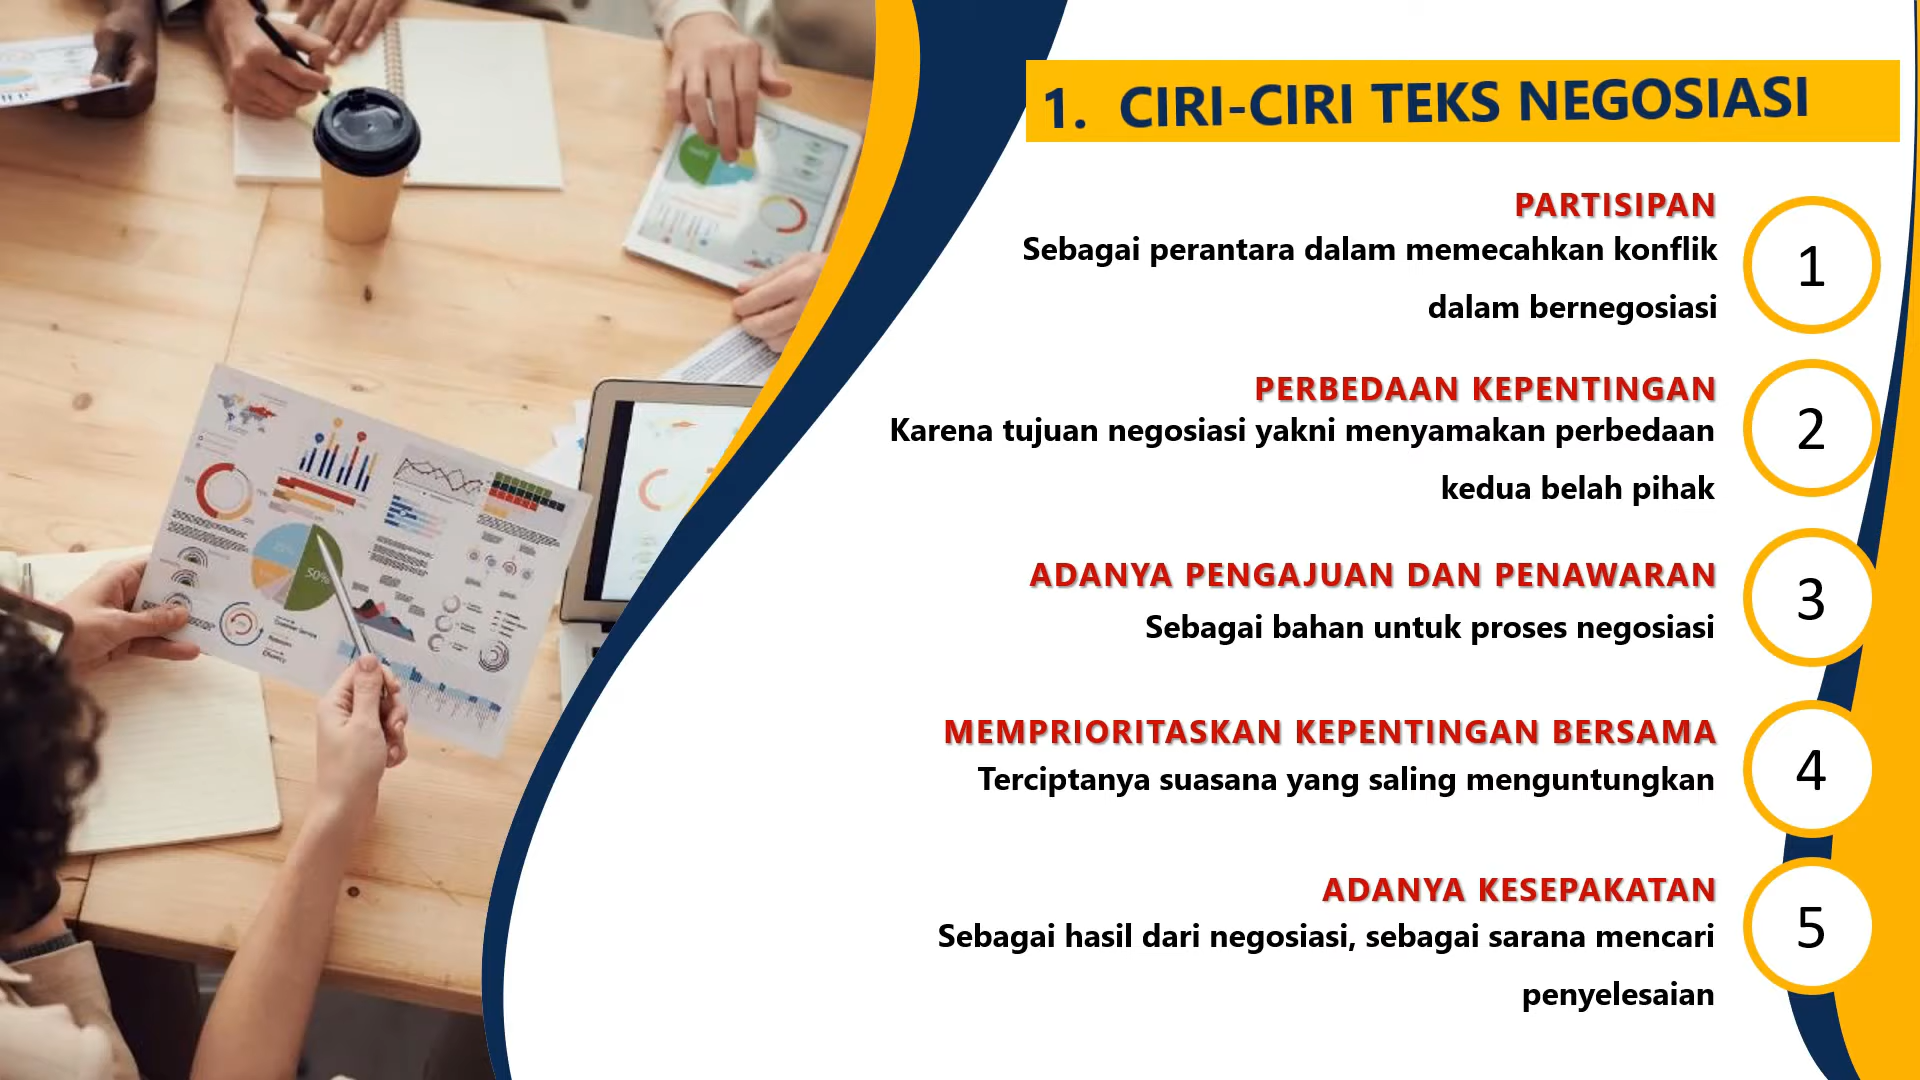 1. CIRI-CIRI TEKS NEGOSIASI
PARTISIPAN
Sebagai perantara dalam memecahkan konflik
dalam bernegosiasi
1
PERBEDAAN KEPENTINGAN
Karena tujuan negosiasi yakni menyamakan perbedaan
kedua belah pihak
2
ADANYA PENGAJUAN DAN PENAWARAN
Sebagai bahan untuk proses negosiasi
3
MEMPRIORITASKAN KEPENTINGAN BERSAMA
Terciptanya suasana yang saling menguntungkan
4
ADANYA KESEPAKATAN
Sebagai hasil dari negosiasi, sebagai sarana mencari
penyelesaian
5
50%